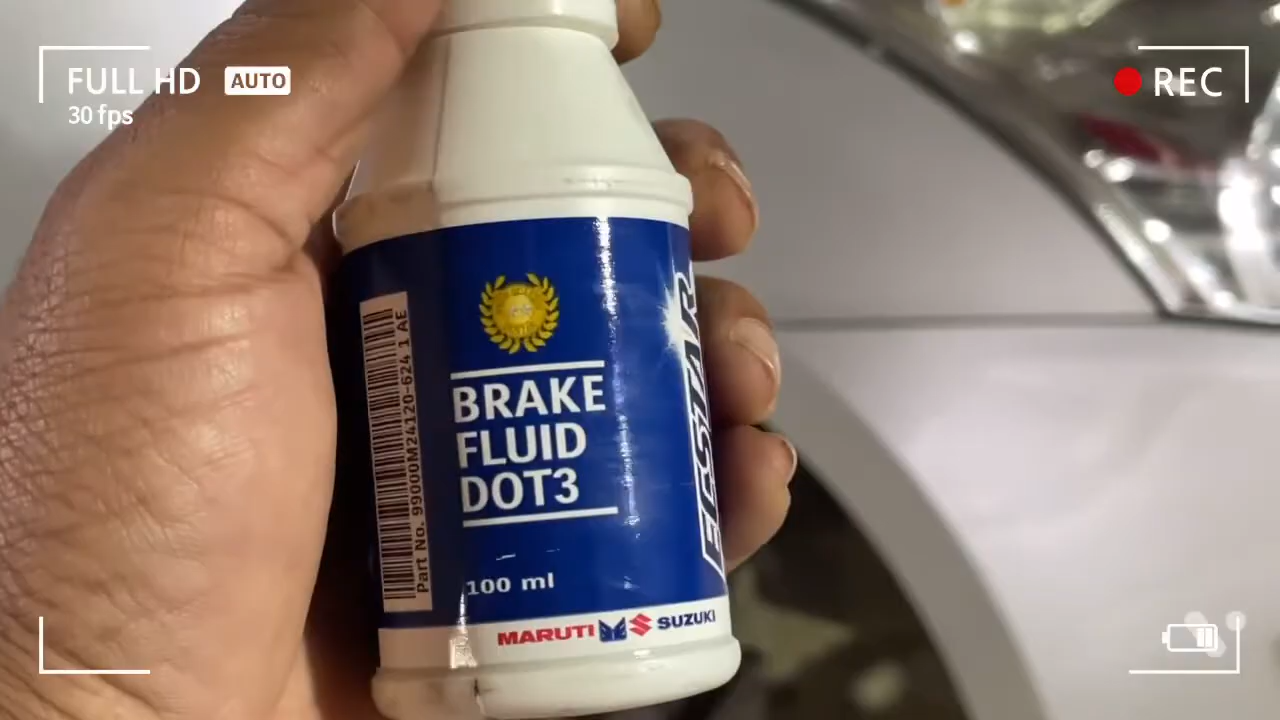 FULL HD AUTO
30 fps
REC
BRAKE
FLUID
DOT3
100 ml
MARUTI SUZUKI
ECSTAR
Part No. 99000M24120-624 1 AE